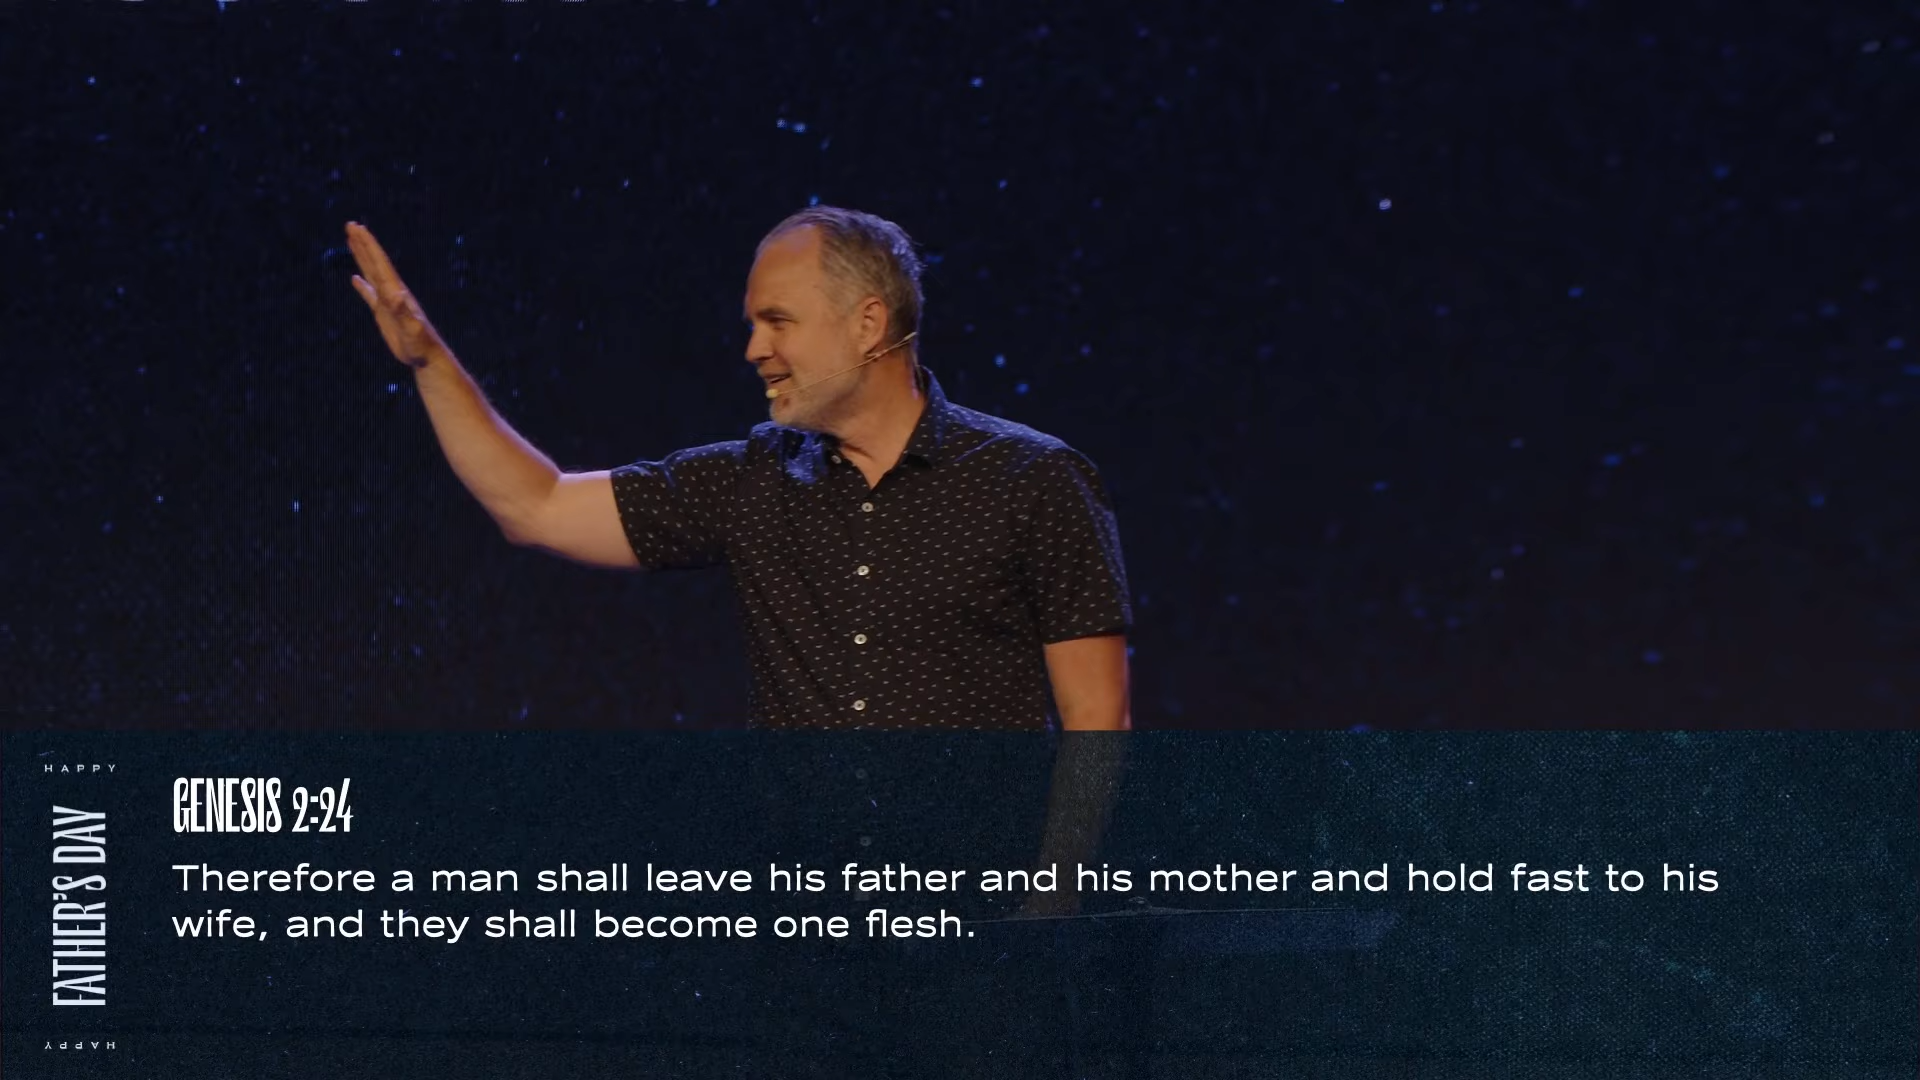 HAPPY
FATHER'S DAY
HAPPY
GENESIS 2:24
Therefore a man shall leave his father and his mother and hold fast to his
wife, and they shall become one flesh.